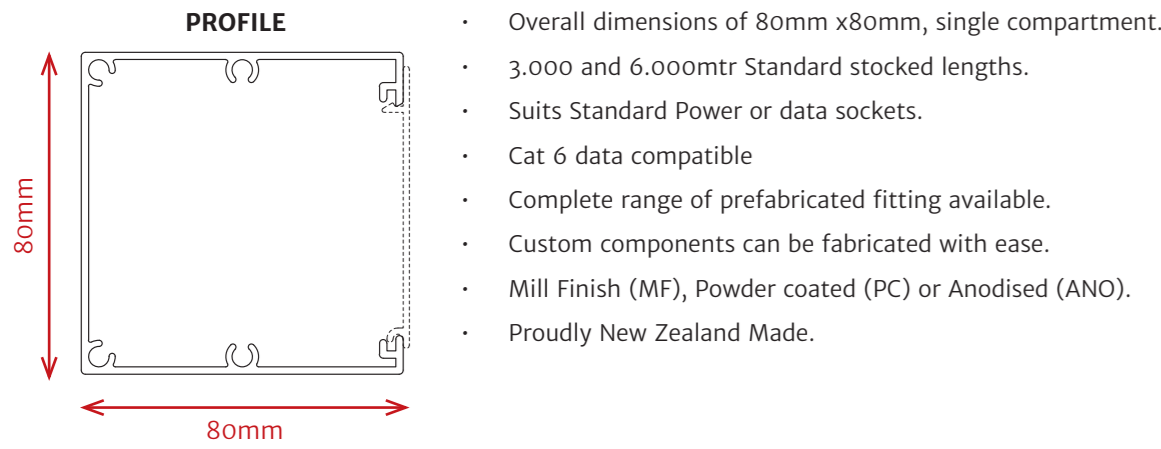 PROFILE
80mm
80mm
· Overall dimensions of 80mm x80mm, single compartment.
· 3.000 and 6.000mtr Standard stocked lengths.
· Suits Standard Power or data sockets.
· Cat 6 data compatible
· Complete range of prefabricated fitting available.
· Custom components can be fabricated with ease.
· Mill Finish (MF), Powder coated (PC) or Anodised (ANO).
· Proudly New Zealand Made.